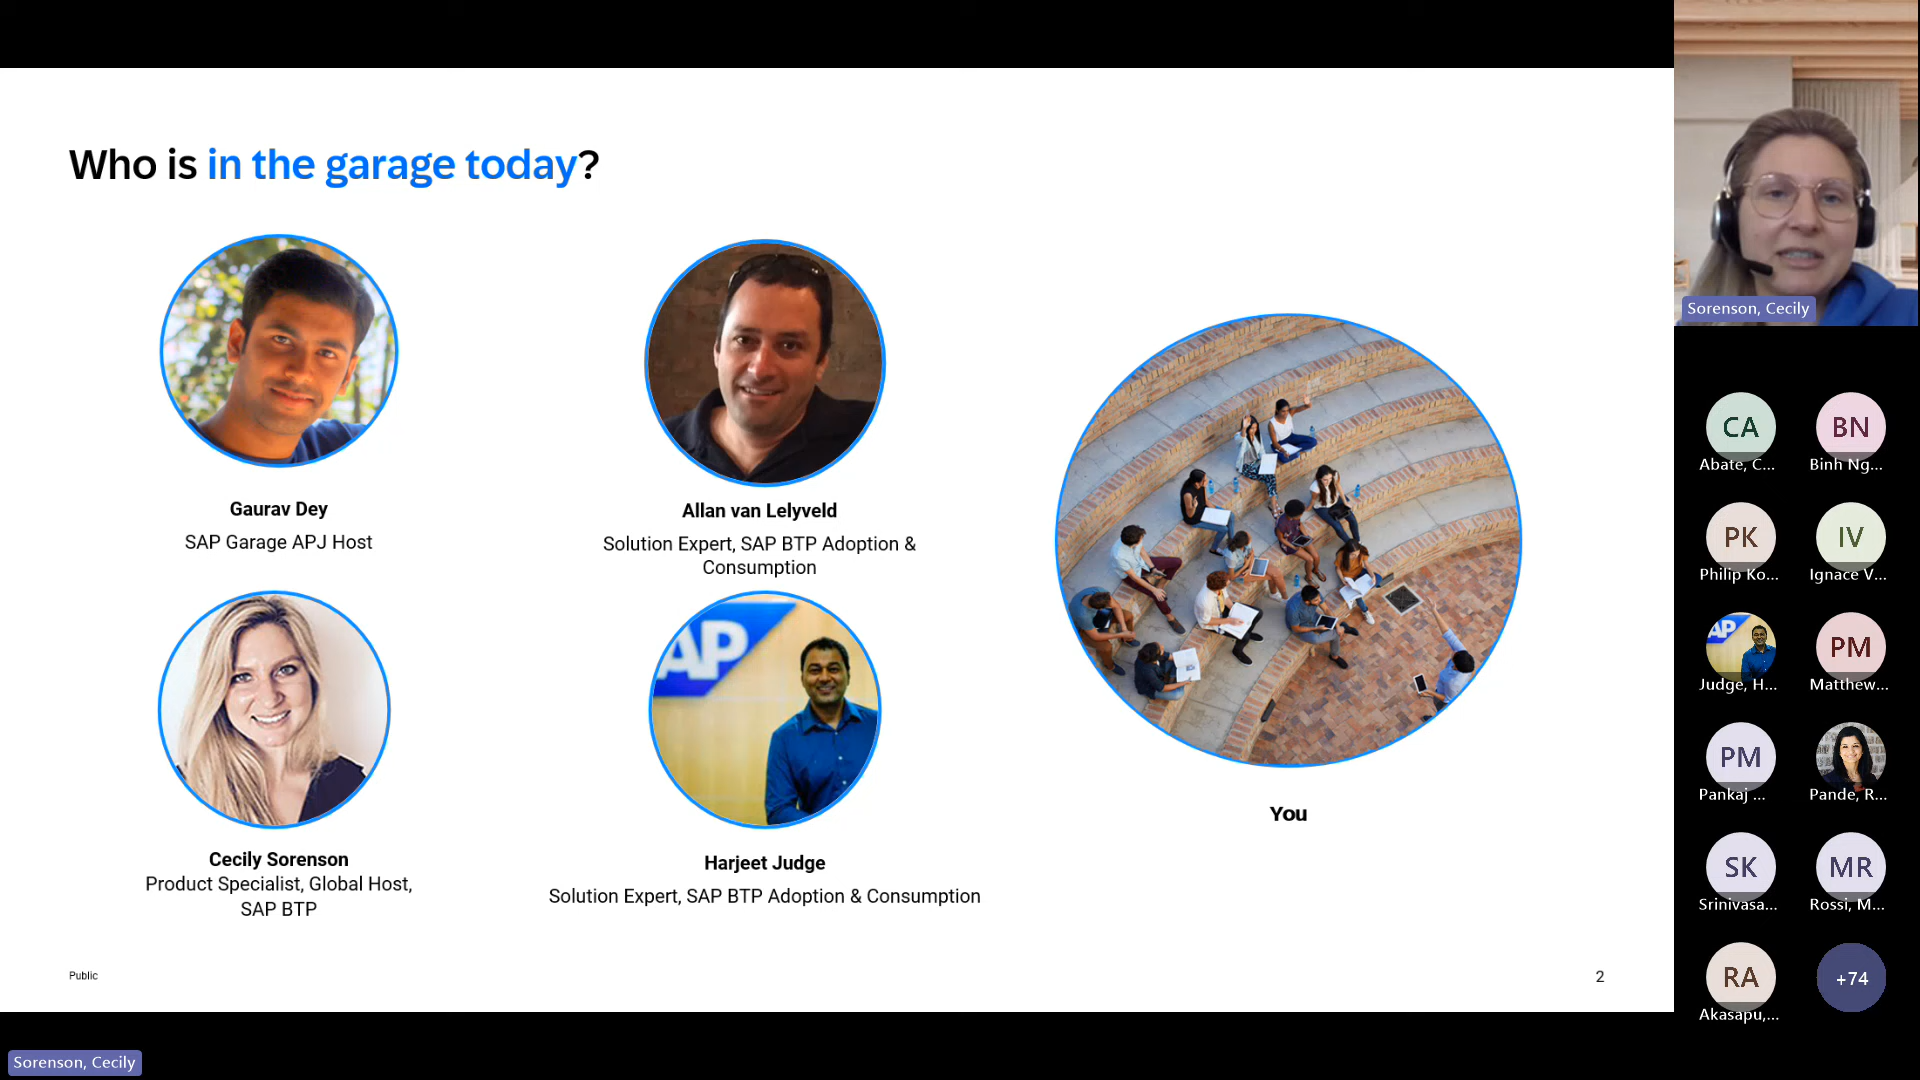 Who is in the garage today?
Gaurav Dey
SAP Garage APJ Host
Allan van Lelyveld
Solution Expert, SAP BTP Adoption &
Consumption
AP
Cecily Sorenson
Product Specialist, Global Host,
SAP BTP
Harjeet Judge
Solution Expert, SAP BTP Adoption & Consumption
You
Public
2
Sorenson, Cecily
Sorenson, Cecily
CA
Abate, C...
BN
Binh Ng...
PK
Philip Ko...
IV
Ignace V...
AP
Judge, H...
PM
Matthew...
PM
Pankaj ...
Pande, R...
SK
Srinivasa...
MR
Rossi, M...
RA
Akasapu,...
+74